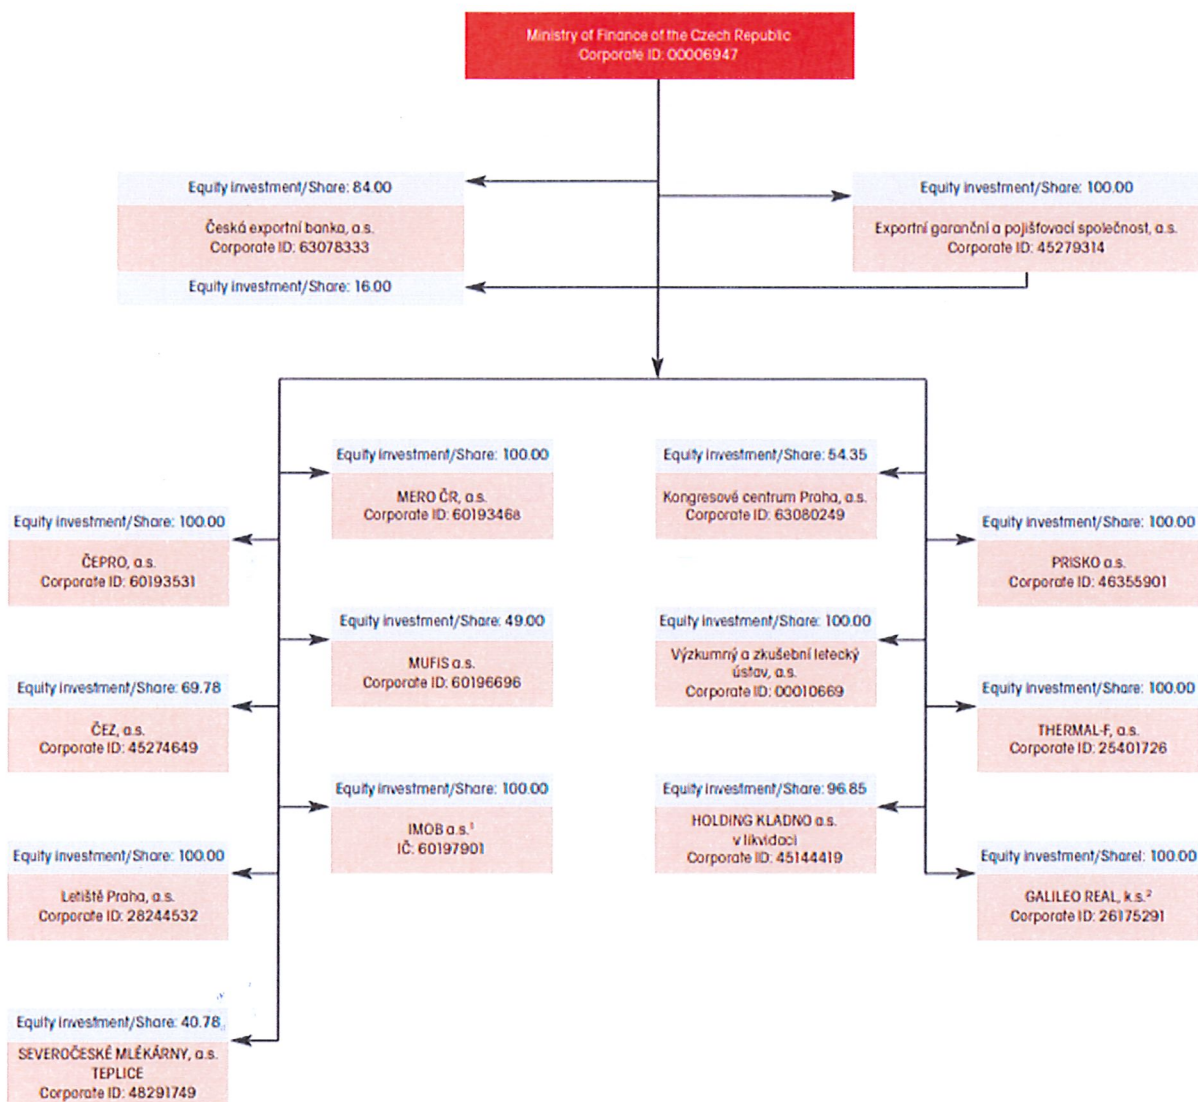 Ministry of Finance of the Czech Republic
Corporate ID: 00006947
Equity investment/Share: 84.00
Česká exportní banka, a.s.
Corporate ID: 63078333
Equity investment/Share: 16.00
Equity investment/Share: 100.00
Exportní garanční a pojišťovací společnost, a.s.
Corporate ID: 45279314
Equity investment/Share: 100.00
MERO ČR, a.s.
Corporate ID: 60193468
Equity investment/Share: 54.35
Kongresové centrum Praha, a.s.
Corporate ID: 63080249
Equity investment/Share: 100.00
ČEPRO, a.s.
Corporate ID: 60193531
Equity investment/Share: 100.00
PRISKO a.s.
Corporate ID: 46355901
Equity investment/Share: 49.00
MUFIS a.s.
Corporate ID: 60196696
Equity investment/Share: 100.00
Výzkumný a zkušební letecký
ústav, a.s.
Corporate ID: 00010669
Equity investment/Share: 69.78
ČEZ, a.s.
Corporate ID: 45274649
Equity investment/Share: 100.00
THERMAL-F, a.s.
Corporate ID: 25401726
Equity investment/Share: 100.00
IMOB a.s.¹
IČ: 60197901
Equity investment/Share: 96.85
HOLDING KLADNO a.s.
v likvidaci
Corporate ID: 45144419
Equity investment/Share: 100.00
Letiště Praha, a.s.
Corporate ID: 28244532
Equity investment/Sharel: 100.00
GALILEO REAL, k.s.²
Corporate ID: 26175291
Equity investment/Share: 40.78
SEVEROČESKÉ MLÉKÁRNY, a.s.
TEPLICE
Corporate ID: 48291749